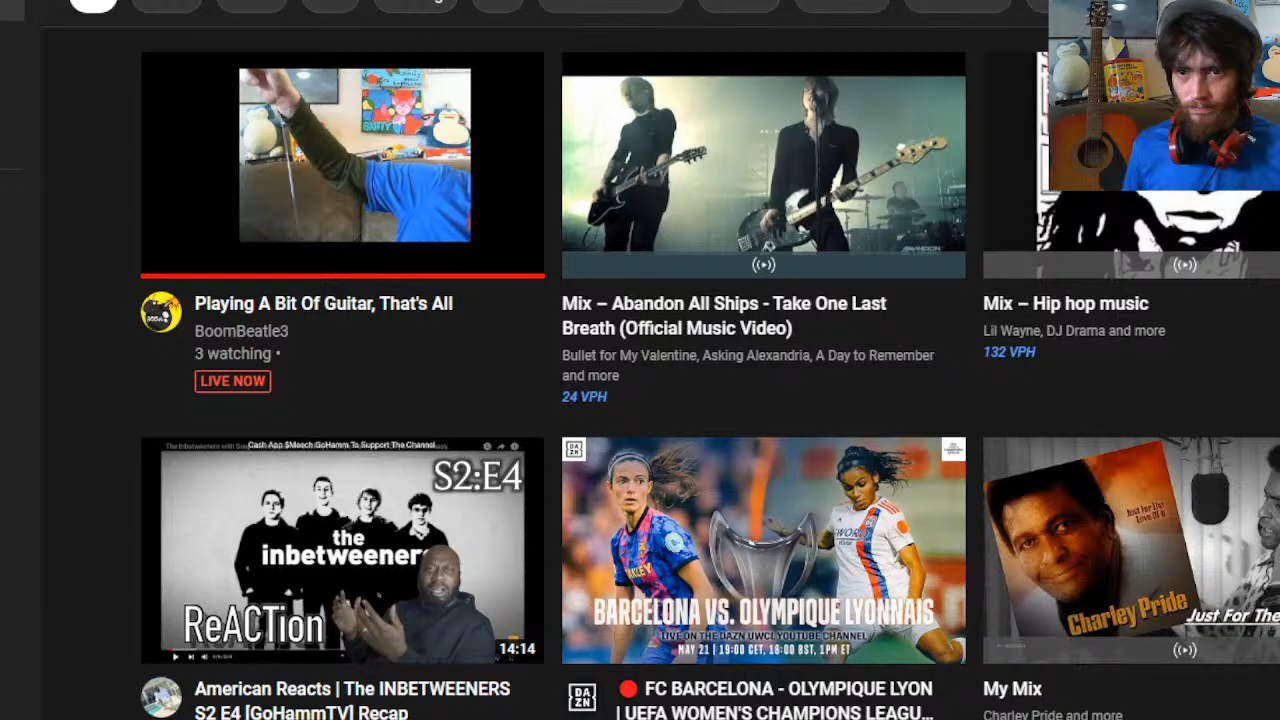 Playing A Bit Of Guitar, That's All
BoomBeatle3
3 watching •
LIVE NOW
Mix – Abandon All Ships - Take One Last
Breath (Official Music Video)
Bullet for My Valentine, Asking Alexandria, A Day to Remember
and more
24 VPH
Mix – Hip hop music
Lil Wayne, DJ Drama and more
132 VPH
Cash App $Meech GoHamm To Support The Channel
S2:E4
the
inbetweeners
ReACTion
14:14
American Reacts | The INBETWEENERS
S2 E4 [GoHammTV] Recap
DA
ZN
BARCELONA VS. OLYMPIQUE LYONNAIS
LIVE ON THE DAZN UWCL YOUTUBE CHANNEL
MAY 21 | 19:00 CET, 18:00 BST, 1PM ET
DA
ZN
FC BARCELONA - OLYMPIQUE LYON
| UEFA WOMEN'S CHAMPIONS LEAGU...
Just For The
Love Of It
Charley Pride
Just For The
My Mix
Charley Pride and more